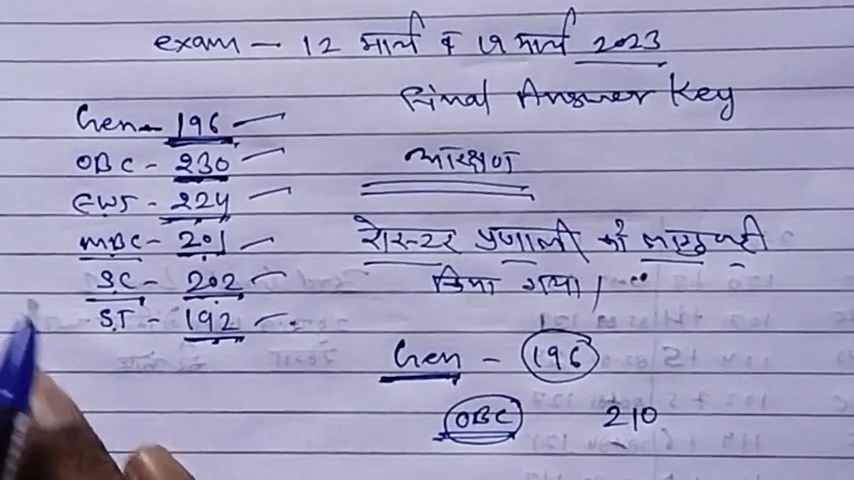 exam - 12 मार्च व 19 मार्च 2023
Final Answer Key
Gen - 196
OBC - 230
EWS - 224
MBC - 201
SC - 202
ST - 192
आरक्षण
रोस्टर प्रणाली को लागु नही
किया गया।
Gen - 196
OBC 210